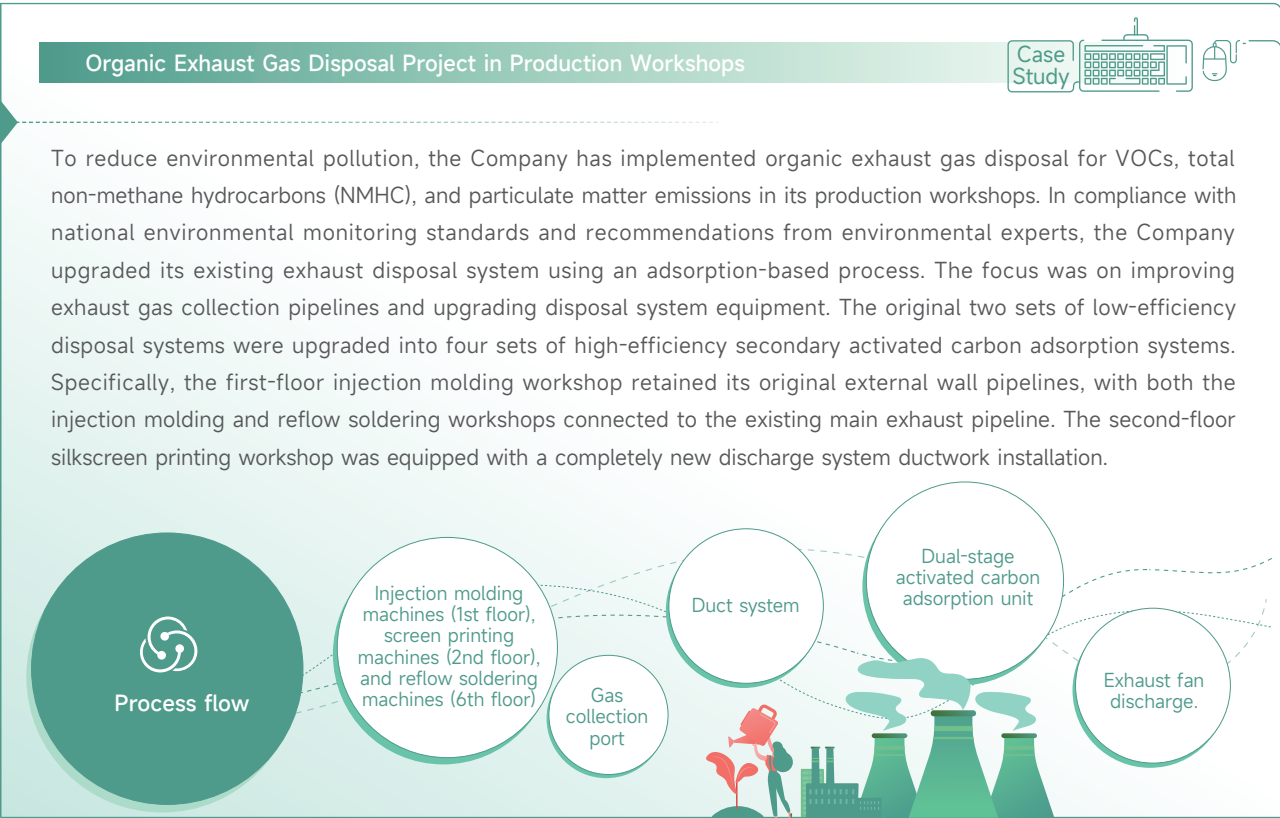 Organic Exhaust Gas Disposal Project in Production Workshops
Case
Study
To reduce environmental pollution, the Company has implemented organic exhaust gas disposal for VOCs, total
non-methane hydrocarbons (NMHC), and particulate matter emissions in its production workshops. In compliance with
national environmental monitoring standards and recommendations from environmental experts, the Company
upgraded its existing exhaust disposal system using an adsorption-based process. The focus was on improving
exhaust gas collection pipelines and upgrading disposal system equipment. The original two sets of low-efficiency
disposal systems were upgraded into four sets of high-efficiency secondary activated carbon adsorption systems.
Specifically, the first-floor injection molding workshop retained its original external wall pipelines, with both the
injection molding and reflow soldering workshops connected to the existing main exhaust pipeline. The second-floor
silkscreen printing workshop was equipped with a completely new discharge system ductwork installation.
Process flow
Injection molding
machines (1st floor),
screen printing
machines (2nd floor),
and reflow soldering
machines (6th floor)
Gas
collection
port
Duct system
Dual-stage
activated carbon
adsorption unit
Exhaust fan
discharge.